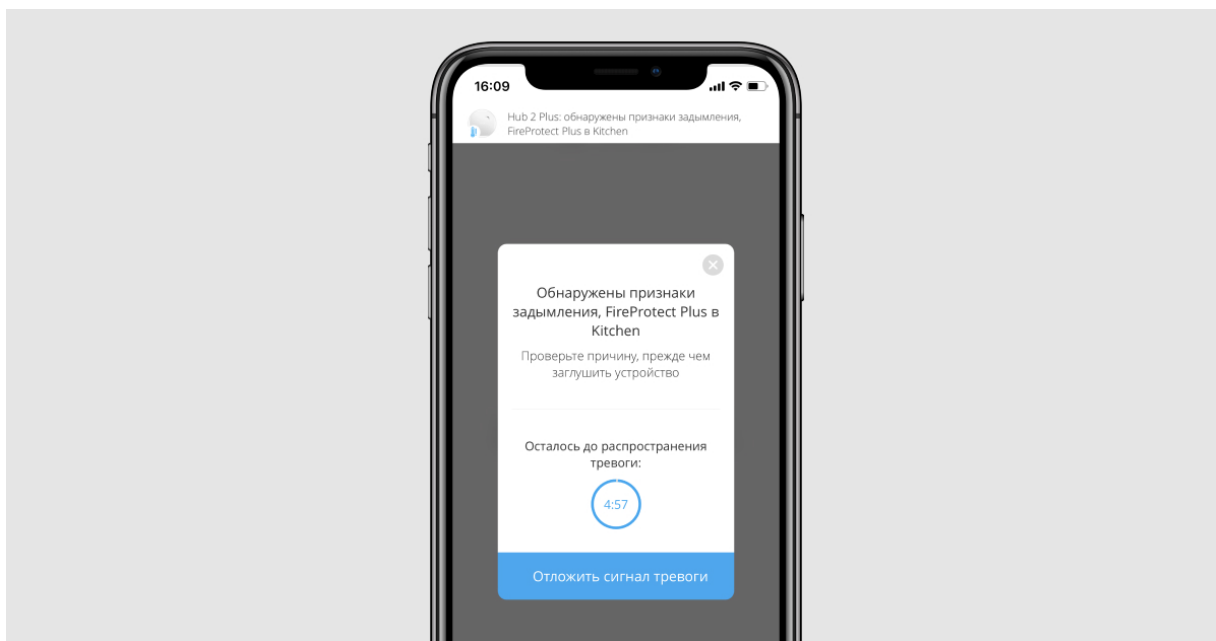 16:09
Hub 2 Plus: обнаружены признаки задымления,
FireProtect Plus в Kitchen
Обнаружены признаки
задымления, FireProtect Plus в
Kitchen
Проверьте причину, прежде чем
заглушить устройство
Осталось до распространения
тревоги:
4:57
Отложить сигнал тревоги